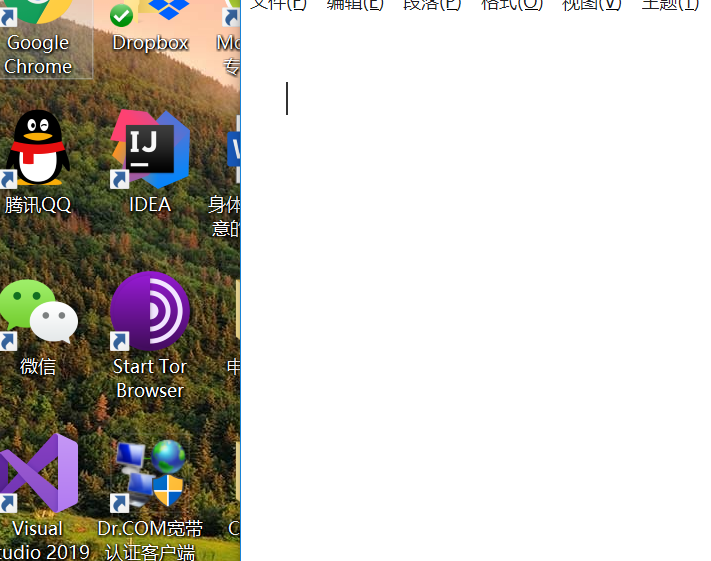 文件(F) 编辑(E) 段落(P) 格式(O) 视图(V) 主题(T)
Google
Chrome
Dropbox
Mo
专
腾讯QQ
IJ
IDEA
W
身体
意的
微信
Start Tor
Browser
申
Visual
tudio 2019
Dr.COM宽带
认证客户端
C